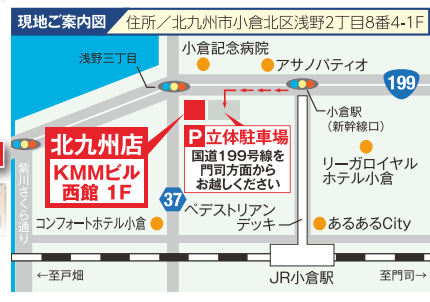 現地ご案内図
住所／北九州市小倉北区浅野2丁目8番4-1F
小倉記念病院
浅野三丁目
アサノパティオ
199
小倉駅
（新幹線口）
北九州店
KMMビル
西館 1F
P立体駐車場
国道199号線を
門司方面から
お越しください
リーガロイヤル
ホテル小倉
紫川さくら通り
37
コンフォートホテル小倉
ペデストリアン
デッキ
あるあるCity
←至戸畑
JR小倉駅
至門司→